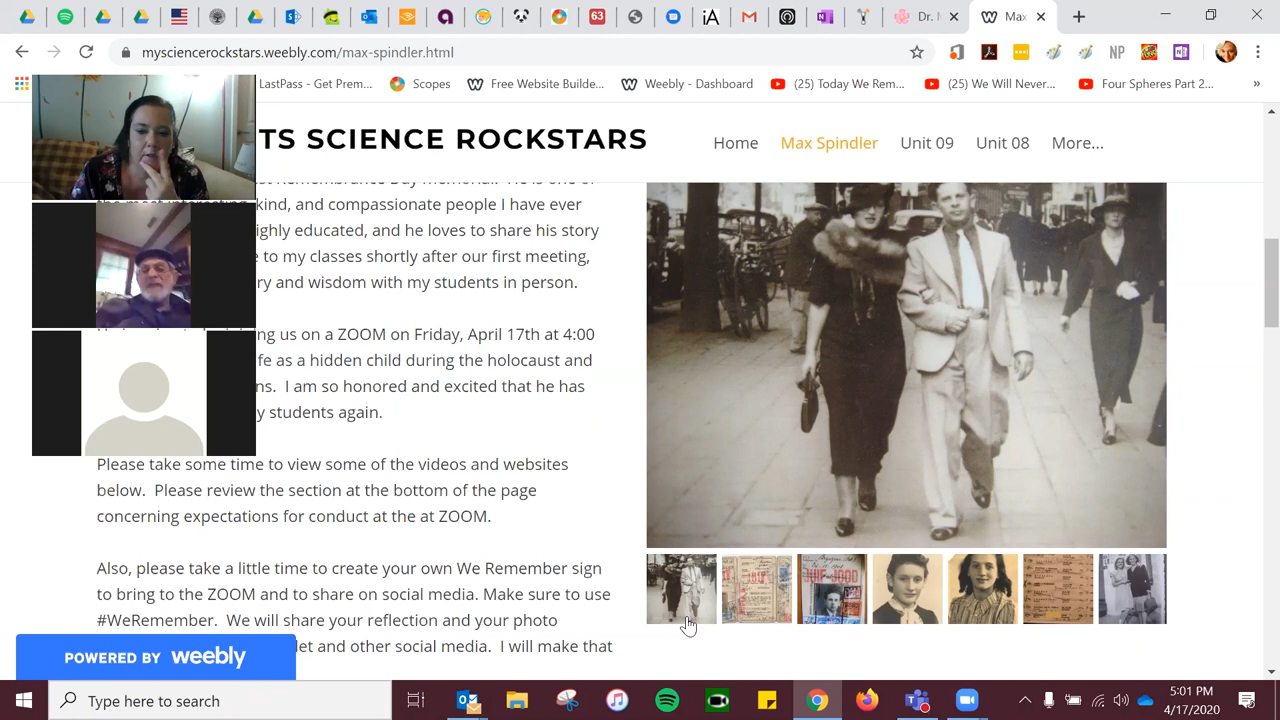 63
iA
Dr. M
Max
mysciencerockstars.weebly.com/max-spindler.html
NP
LastPass - Get Prem...
Scopes
Free Website Builde...
Weebly - Dashboard
(25) Today We Rem...
(25) We Will Never...
Four Spheres Part 2...
»
TS SCIENCE ROCKSTARS
Home
Max Spindler
Unit 09
Unit 08
More...
kind, and compassionate people I have ever
ighly educated, and he loves to share his story
e to my classes shortly after our first meeting,
ry and wisdom with my students in person.
ng us on a ZOOM on Friday, April 17th at 4:00
fe as a hidden child during the holocaust and
ns. I am so honored and excited that he has
y students again.
Please take some time to view some of the videos and websites
below. Please review the section at the bottom of the page
concerning expectations for conduct at the at ZOOM.
Also, please take a little time to create your own We Remember sign
to bring to the ZOOM and to share on social media. Make sure to use
#WeRemember. We will share your reflection and your photo
let and other social media. I will make that
JUIF-JOOD
POWERED BY weebly
Type here to search
5:01 PM
4/17/2020